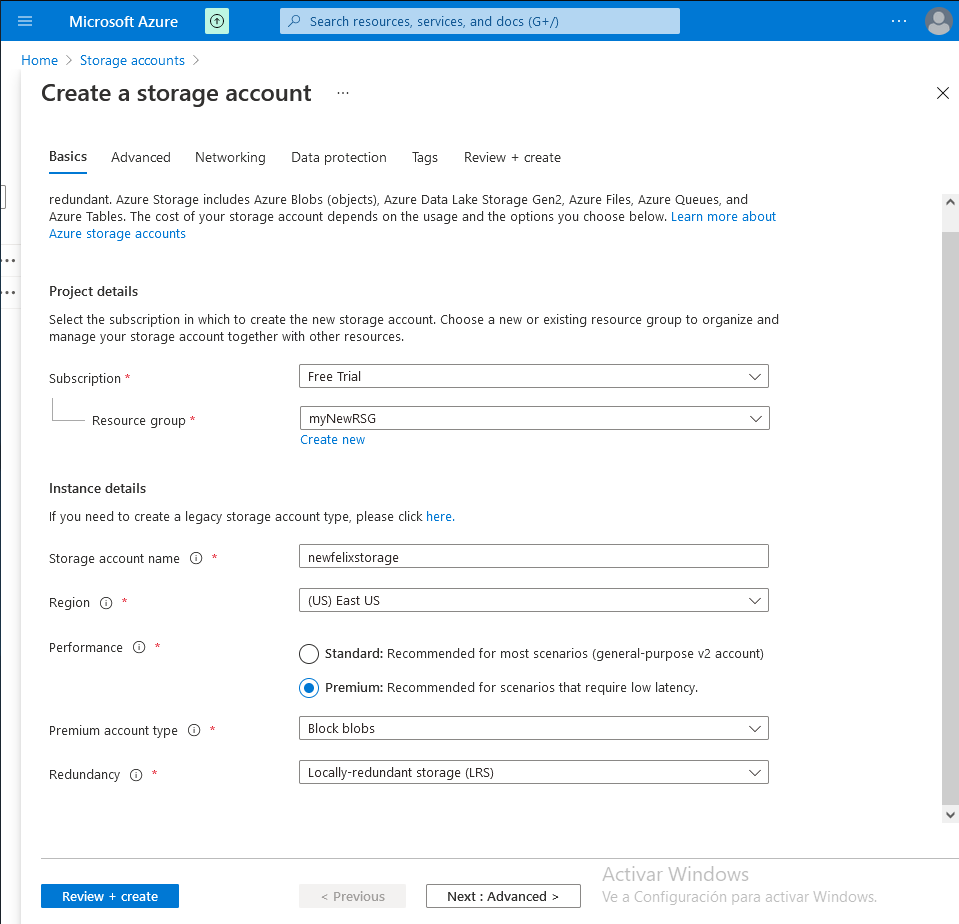 Microsoft Azure
Search resources, services, and docs (G+/)
Home > Storage accounts >
Create a storage account
Basics Advanced Networking Data protection Tags Review + create
redundant. Azure Storage includes Azure Blobs (objects), Azure Data Lake Storage Gen2, Azure Files, Azure Queues, and
Azure Tables. The cost of your storage account depends on the usage and the options you choose below. Learn more about
Azure storage accounts
Project details
Select the subscription in which to create the new storage account. Choose a new or existing resource group to organize and
manage your storage account together with other resources.
Subscription * Free Trial
Resource group * myNewRSG
Create new
Instance details
If you need to create a legacy storage account type, please click here.
Storage account name * newfelixstorage
Region * (US) East US
Performance * Standard: Recommended for most scenarios (general-purpose v2 account)
Premium: Recommended for scenarios that require low latency.
Premium account type * Block blobs
Redundancy * Locally-redundant storage (LRS)
Activar Windows
Ve a Configuración para activar Windows.
Review + create < Previous Next : Advanced >